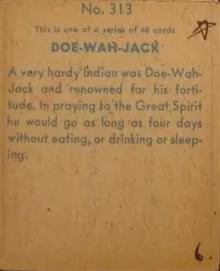 No. 313
This is one of a series of 48 cards
DOE-WAH-JACK
A very hardy Indian was Doe-Wah-
Jack and renowned for his forti-
tude. In praying to the Great Spirit
he would go as long as four days
without eating, or drinking or sleep-
ing.
6.